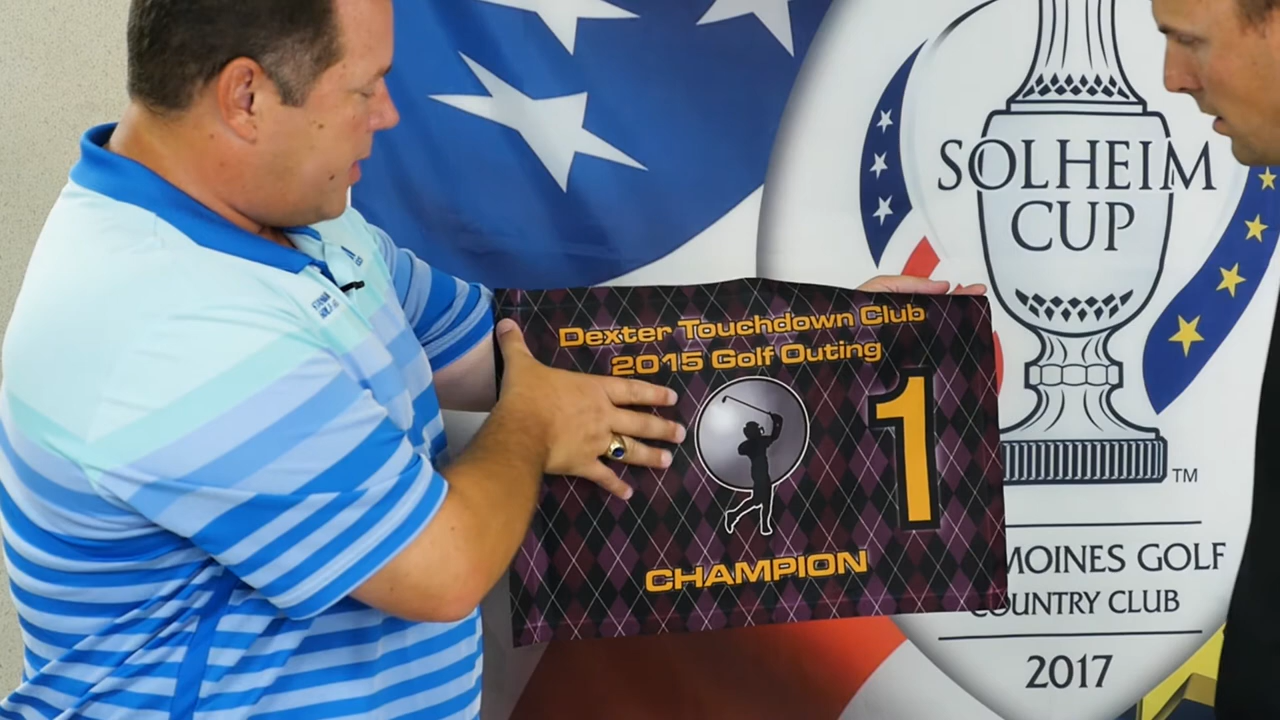 SOLHEIM
CUP
TM
Dexter Touchdown Club
2015 Golf Outing
1
CHAMPION
MOINES GOLF
COUNTRY CLUB
2017